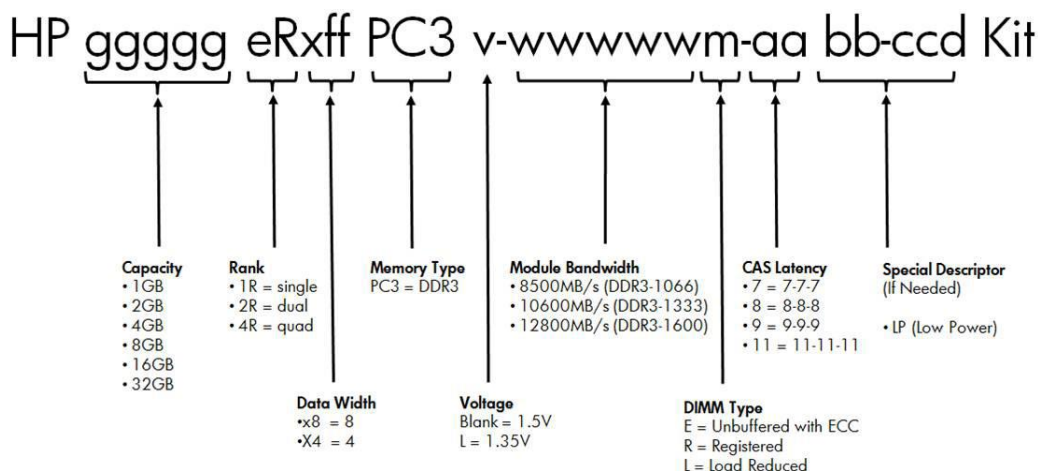 HP ggggg eRxff PC3 v-wwwwwm-aa bb-ccd Kit
Capacity
• 1GB
• 2GB
• 4GB
• 8GB
• 16GB
• 32GB
Rank
• 1R = single
• 2R = dual
• 4R = quad
Data Width
•x8 = 8
•X4 = 4
Memory Type
PC3 = DDR3
Voltage
Blank = 1.5V
L = 1.35V
Module Bandwidth
• 8500MB/s (DDR3-1066)
• 10600MB/s (DDR3-1333)
• 12800MB/s (DDR3-1600)
DIMM Type
E = Unbuffered with ECC
R = Registered
L = Load Reduced
CAS Latency
• 7 = 7-7-7
• 8 = 8-8-8
• 9 = 9-9-9
• 11 = 11-11-11
Special Descriptor
(If Needed)
• LP (Low Power)